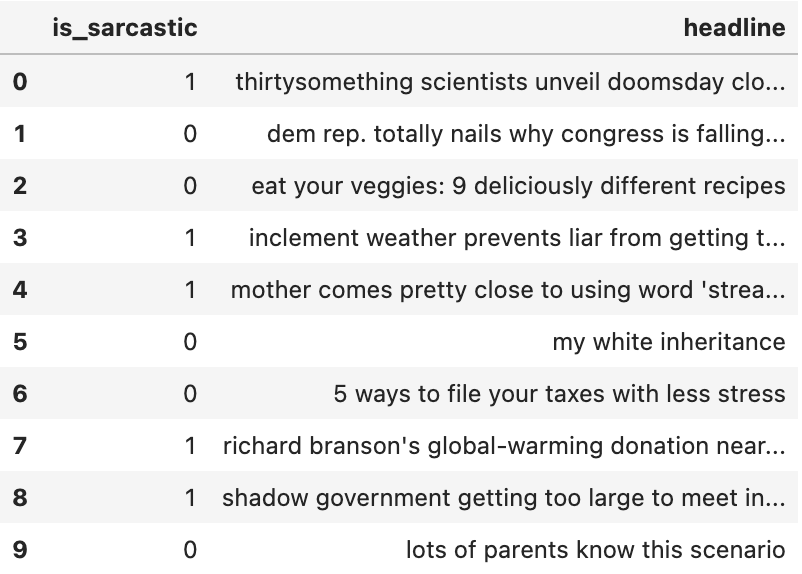 is_sarcastic headline
0 1 thirtysomething scientists unveil doomsday clo...
1 0 dem rep. totally nails why congress is falling...
2 0 eat your veggies: 9 deliciously different recipes
3 1 inclement weather prevents liar from getting t...
4 1 mother comes pretty close to using word 'strea...
5 0 my white inheritance
6 0 5 ways to file your taxes with less stress
7 1 richard branson's global-warming donation near...
8 1 shadow government getting too large to meet in...
9 0 lots of parents know this scenario